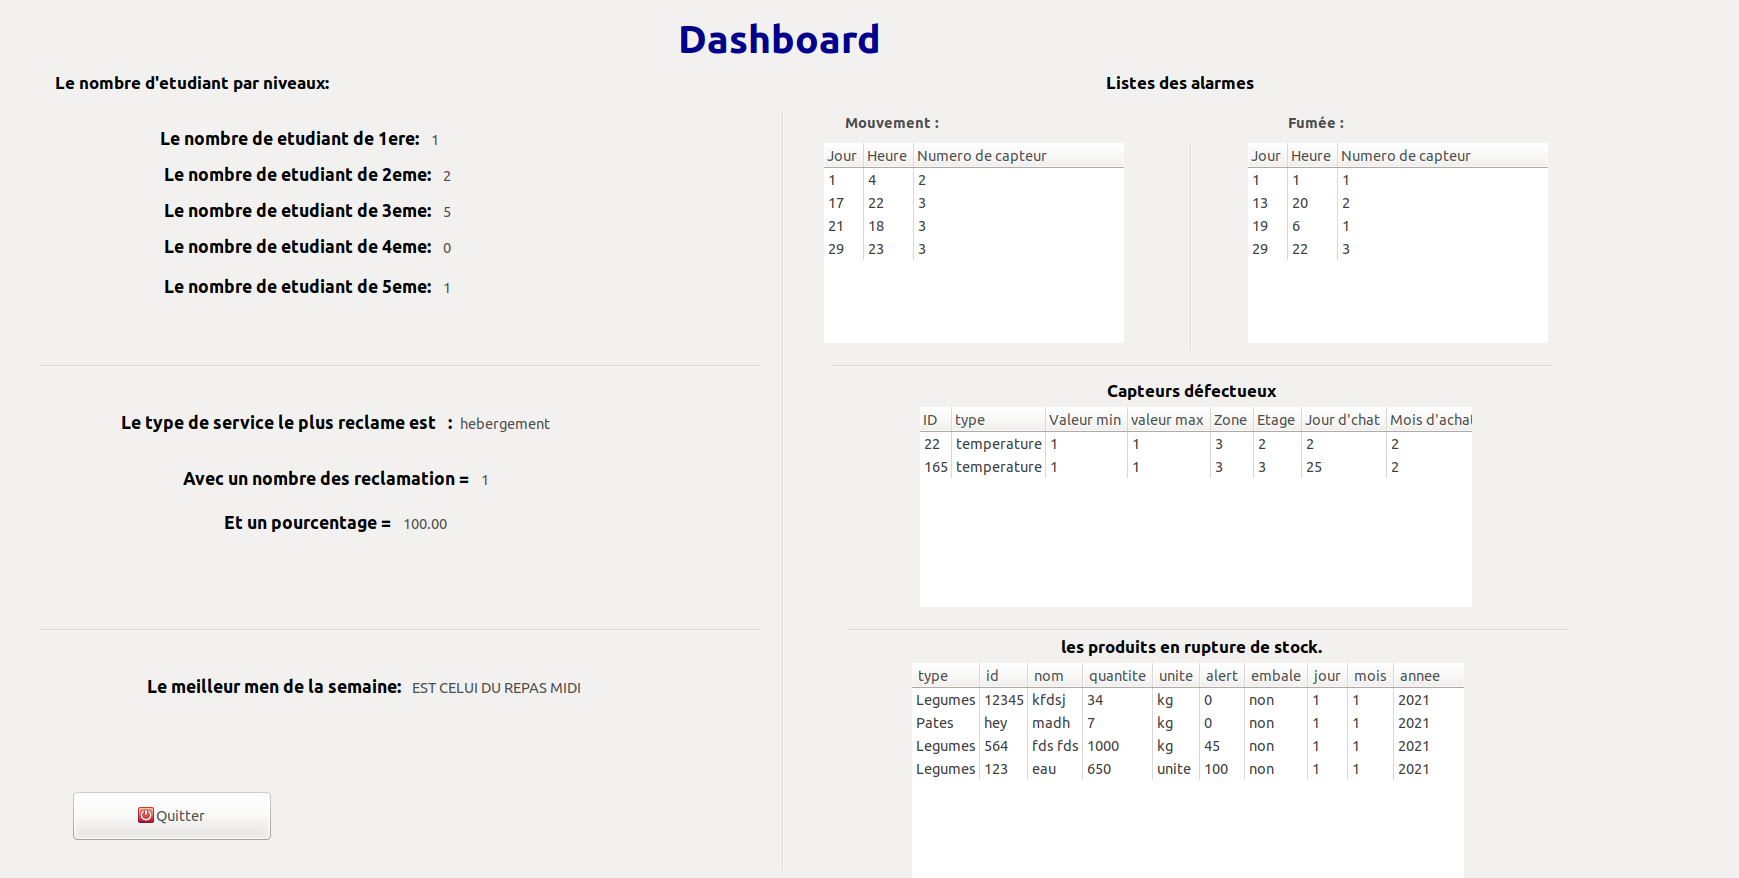 Dashboard
Le nombre d'etudiant par niveaux:
Le nombre de etudiant de 1ere: 1
Le nombre de etudiant de 2eme: 2
Le nombre de etudiant de 3eme: 5
Le nombre de etudiant de 4eme: 0
Le nombre de etudiant de 5eme: 1
Le type de service le plus reclame est : hebergement
Avec un nombre des reclamation = 1
Et un pourcentage = 100.00
Le meilleur men de la semaine: EST CELUI DU REPAS MIDI
Quitter
Listes des alarmes
Mouvement :
Jour Heure Numero de capteur
1 4 2
17 22 3
21 18 3
29 23 3
Fumée :
Jour Heure Numero de capteur
1 1 1
13 20 2
19 6 1
29 22 3
Capteurs défectueux
ID type Valeur min valeur max Zone Etage Jour d'chat Mois d'achat
22 temperature 1 1 3 2 2 2
165 temperature 1 1 3 3 25 2
les produits en rupture de stock.
type id nom quantite unite alert embale jour mois annee
Legumes 12345 kfdsj 34 kg 0 non 1 1 2021
Pates hey madh 7 kg 0 non 1 1 2021
Legumes 564 fds fds 1000 kg 45 non 1 1 2021
Legumes 123 eau 650 unite 100 non 1 1 2021